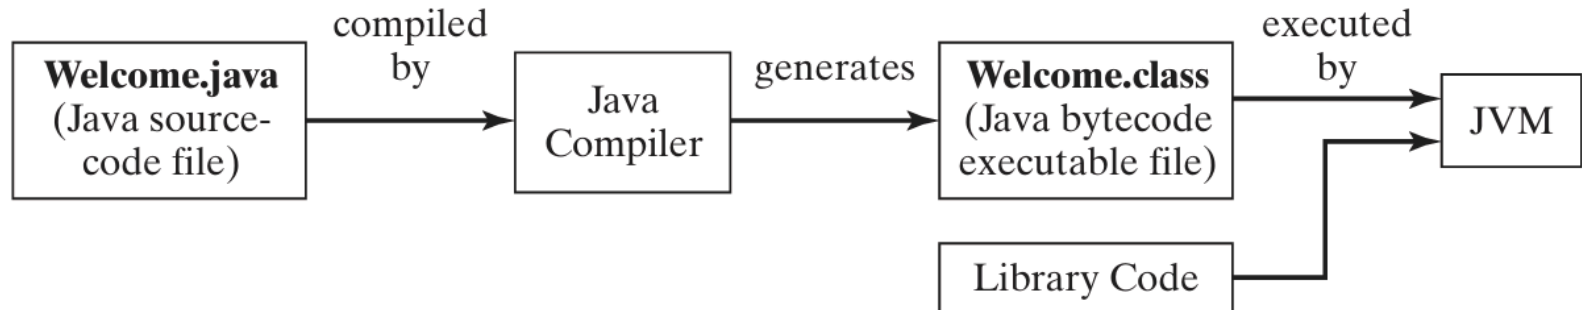 Welcome.java
(Java source-
code file)
compiled
by
Java
Compiler
generates
Welcome.class
(Java bytecode
executable file)
executed
by
JVM
Library Code